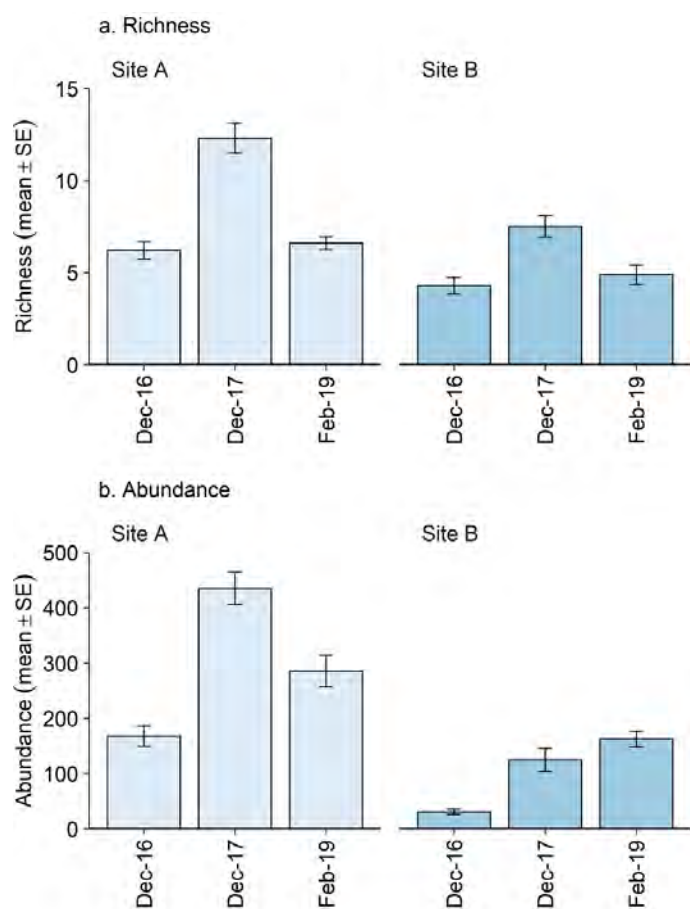 a. Richness
Site A
Site B
Richness (mean ± SE)
15
10
5
0
Dec-16
Dec-17
Feb-19
Dec-16
Dec-17
Feb-19
b. Abundance
Site A
Site B
Abundance (mean ± SE)
500
400
300
200
100
0
Dec-16
Dec-17
Feb-19
Dec-16
Dec-17
Feb-19